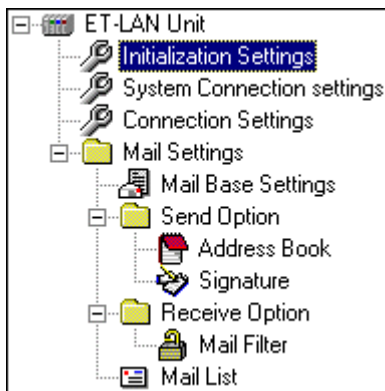 ET-LAN Unit
Initialization Settings
System Connection settings
Connection Settings
Mail Settings
Mail Base Settings
Send Option
Address Book
Signature
Receive Option
Mail Filter
Mail List